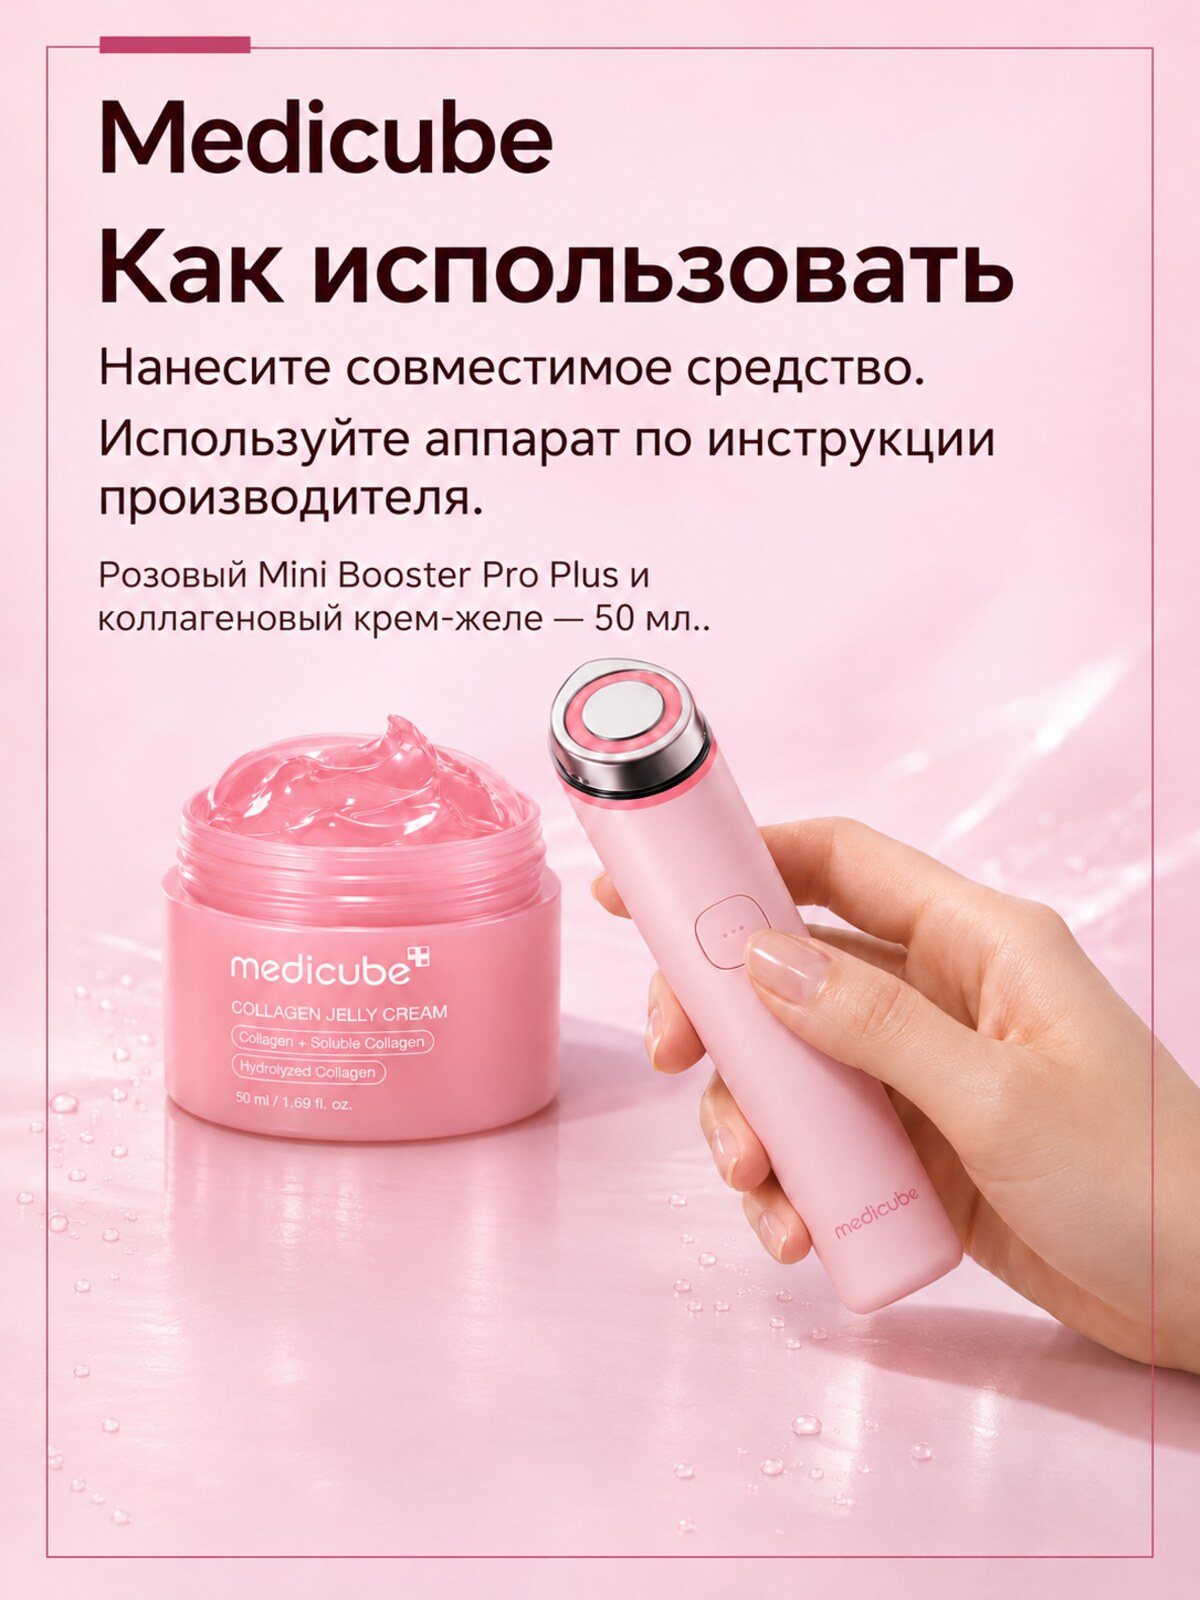 Medicube
Как использовать
Нанесите совместимое средство.
Используйте аппарат по инструкции
производителя.
Розовый Mini Booster Pro Plus и
коллагеновый крем-желе — 50 мл..
medicube
COLLAGEN JELLY CREAM
Collagen + Soluble Collagen
Hydrolyzed Collagen
50 ml / 1.69 fl. oz.
medicube